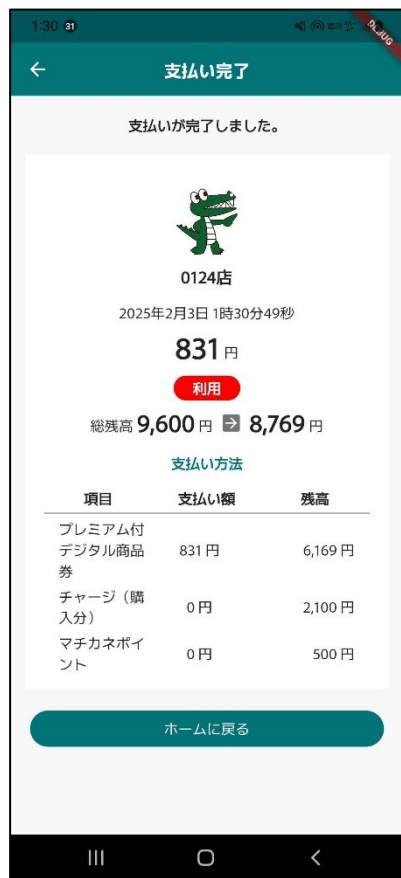 1:30 31
DEBUG
支払い完了
支払いが完了しました。
0124店
2025年2月3日 1時30分49秒
831 円
利用
総残高 9,600 円 → 8,769 円
支払い方法
項目 支払い額 残高
プレミアム付
デジタル商品 831 円 6,169 円
券
チャージ（購
入分） 0 円 2,100 円
マチカネポイ
ント 0 円 500 円
ホームに戻る